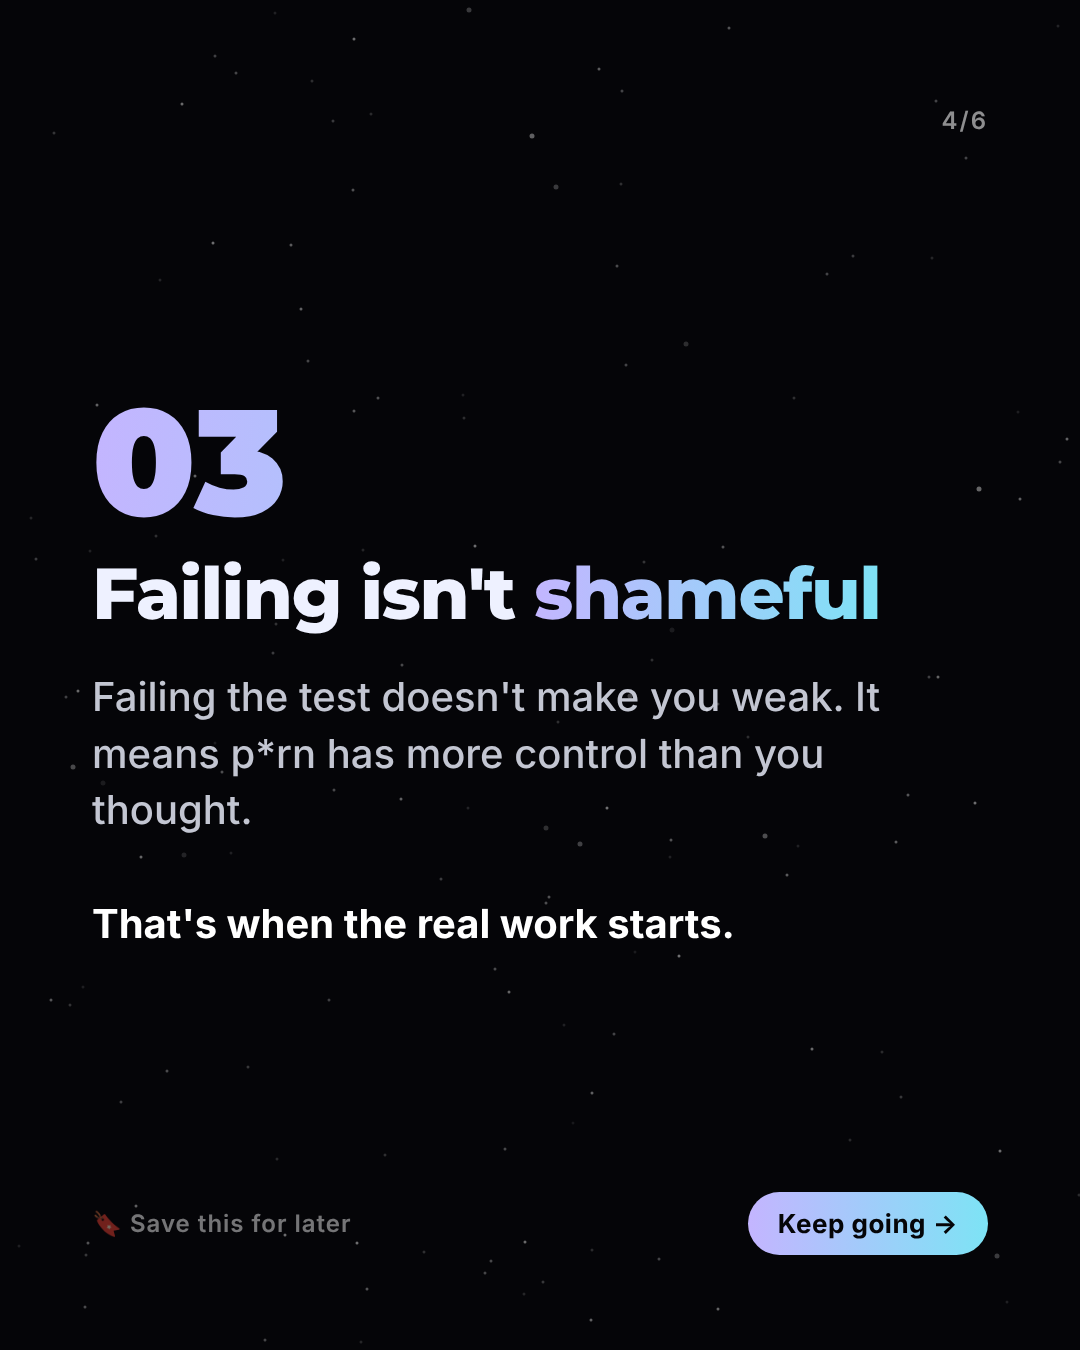 4/6
03
Failing isn't shameful
Failing the test doesn't make you weak. It
means p*rn has more control than you
thought.
That's when the real work starts.
🔖 Save this for later
Keep going →